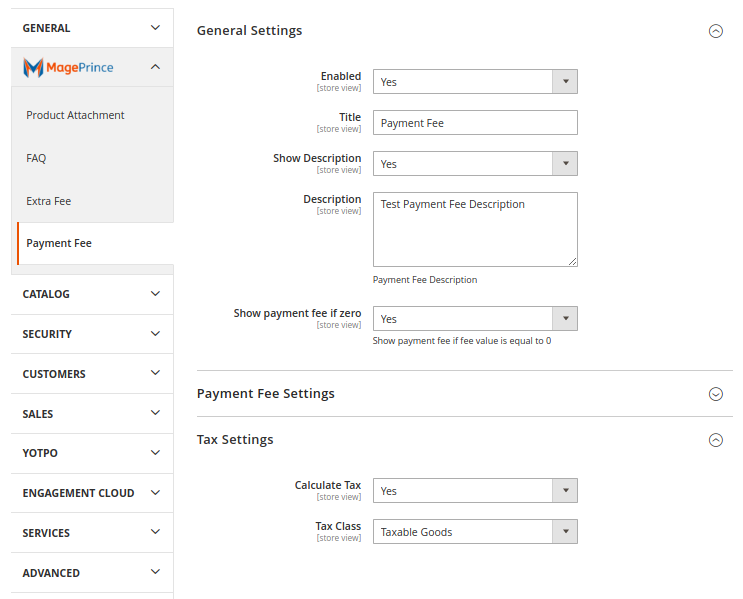 GENERAL
MagePrince
Product Attachment
FAQ
Extra Fee
Payment Fee
CATALOG
SECURITY
CUSTOMERS
SALES
YOTPO
ENGAGEMENT CLOUD
SERVICES
ADVANCED
General Settings
Enabled
[store view]
Yes
Title
[store view]
Payment Fee
Show Description
[store view]
Yes
Description
[store view]
Test Payment Fee Description
Payment Fee Description
Show payment fee if zero
[store view]
Yes
Show payment fee if fee value is equal to 0
Payment Fee Settings
Tax Settings
Calculate Tax
[store view]
Yes
Tax Class
[store view]
Taxable Goods